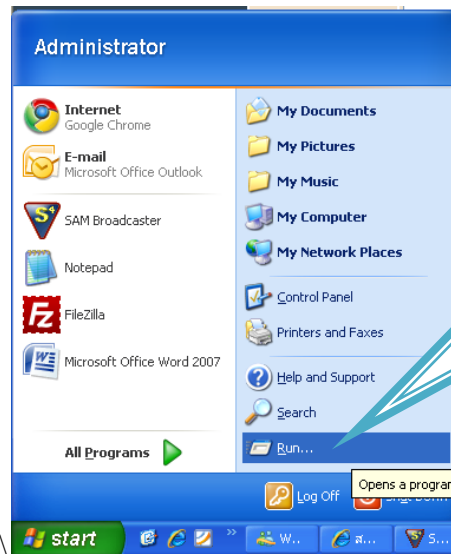 Administrator
Internet
Google Chrome
E-mail
Microsoft Office Outlook
SAM Broadcaster
Notepad
FileZilla
Microsoft Office Word 2007
All Programs
My Documents
My Pictures
My Music
My Computer
My Network Places
Control Panel
Printers and Faxes
Help and Support
Search
Run...
Opens a program
Log Off
start
W...
S...